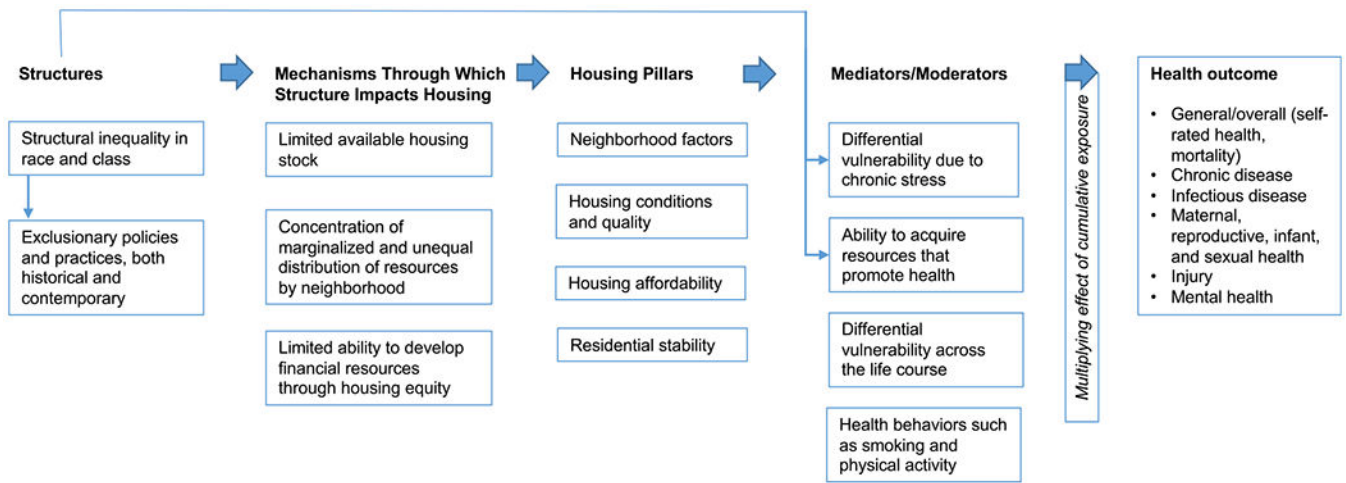 Structures
Structural inequality in
race and class
Exclusionary policies
and practices, both
historical and
contemporary
Mechanisms Through Which
Structure Impacts Housing
Limited available housing
stock
Concentration of
marginalized and unequal
distribution of resources
by neighborhood
Limited ability to develop
financial resources
through housing equity
Housing Pillars
Neighborhood factors
Housing conditions
and quality
Housing affordability
Residential stability
Mediators/Moderators
Differential
vulnerability due to
chronic stress
Ability to acquire
resources that
promote health
Differential
vulnerability across
the life course
Health behaviors such
as smoking and
physical activity
Multiplying effect of cumulative exposure
Health outcome
• General/overall (self-
rated health,
mortality)
• Chronic disease
• Infectious disease
• Maternal,
reproductive, infant,
and sexual health
• Injury
• Mental health